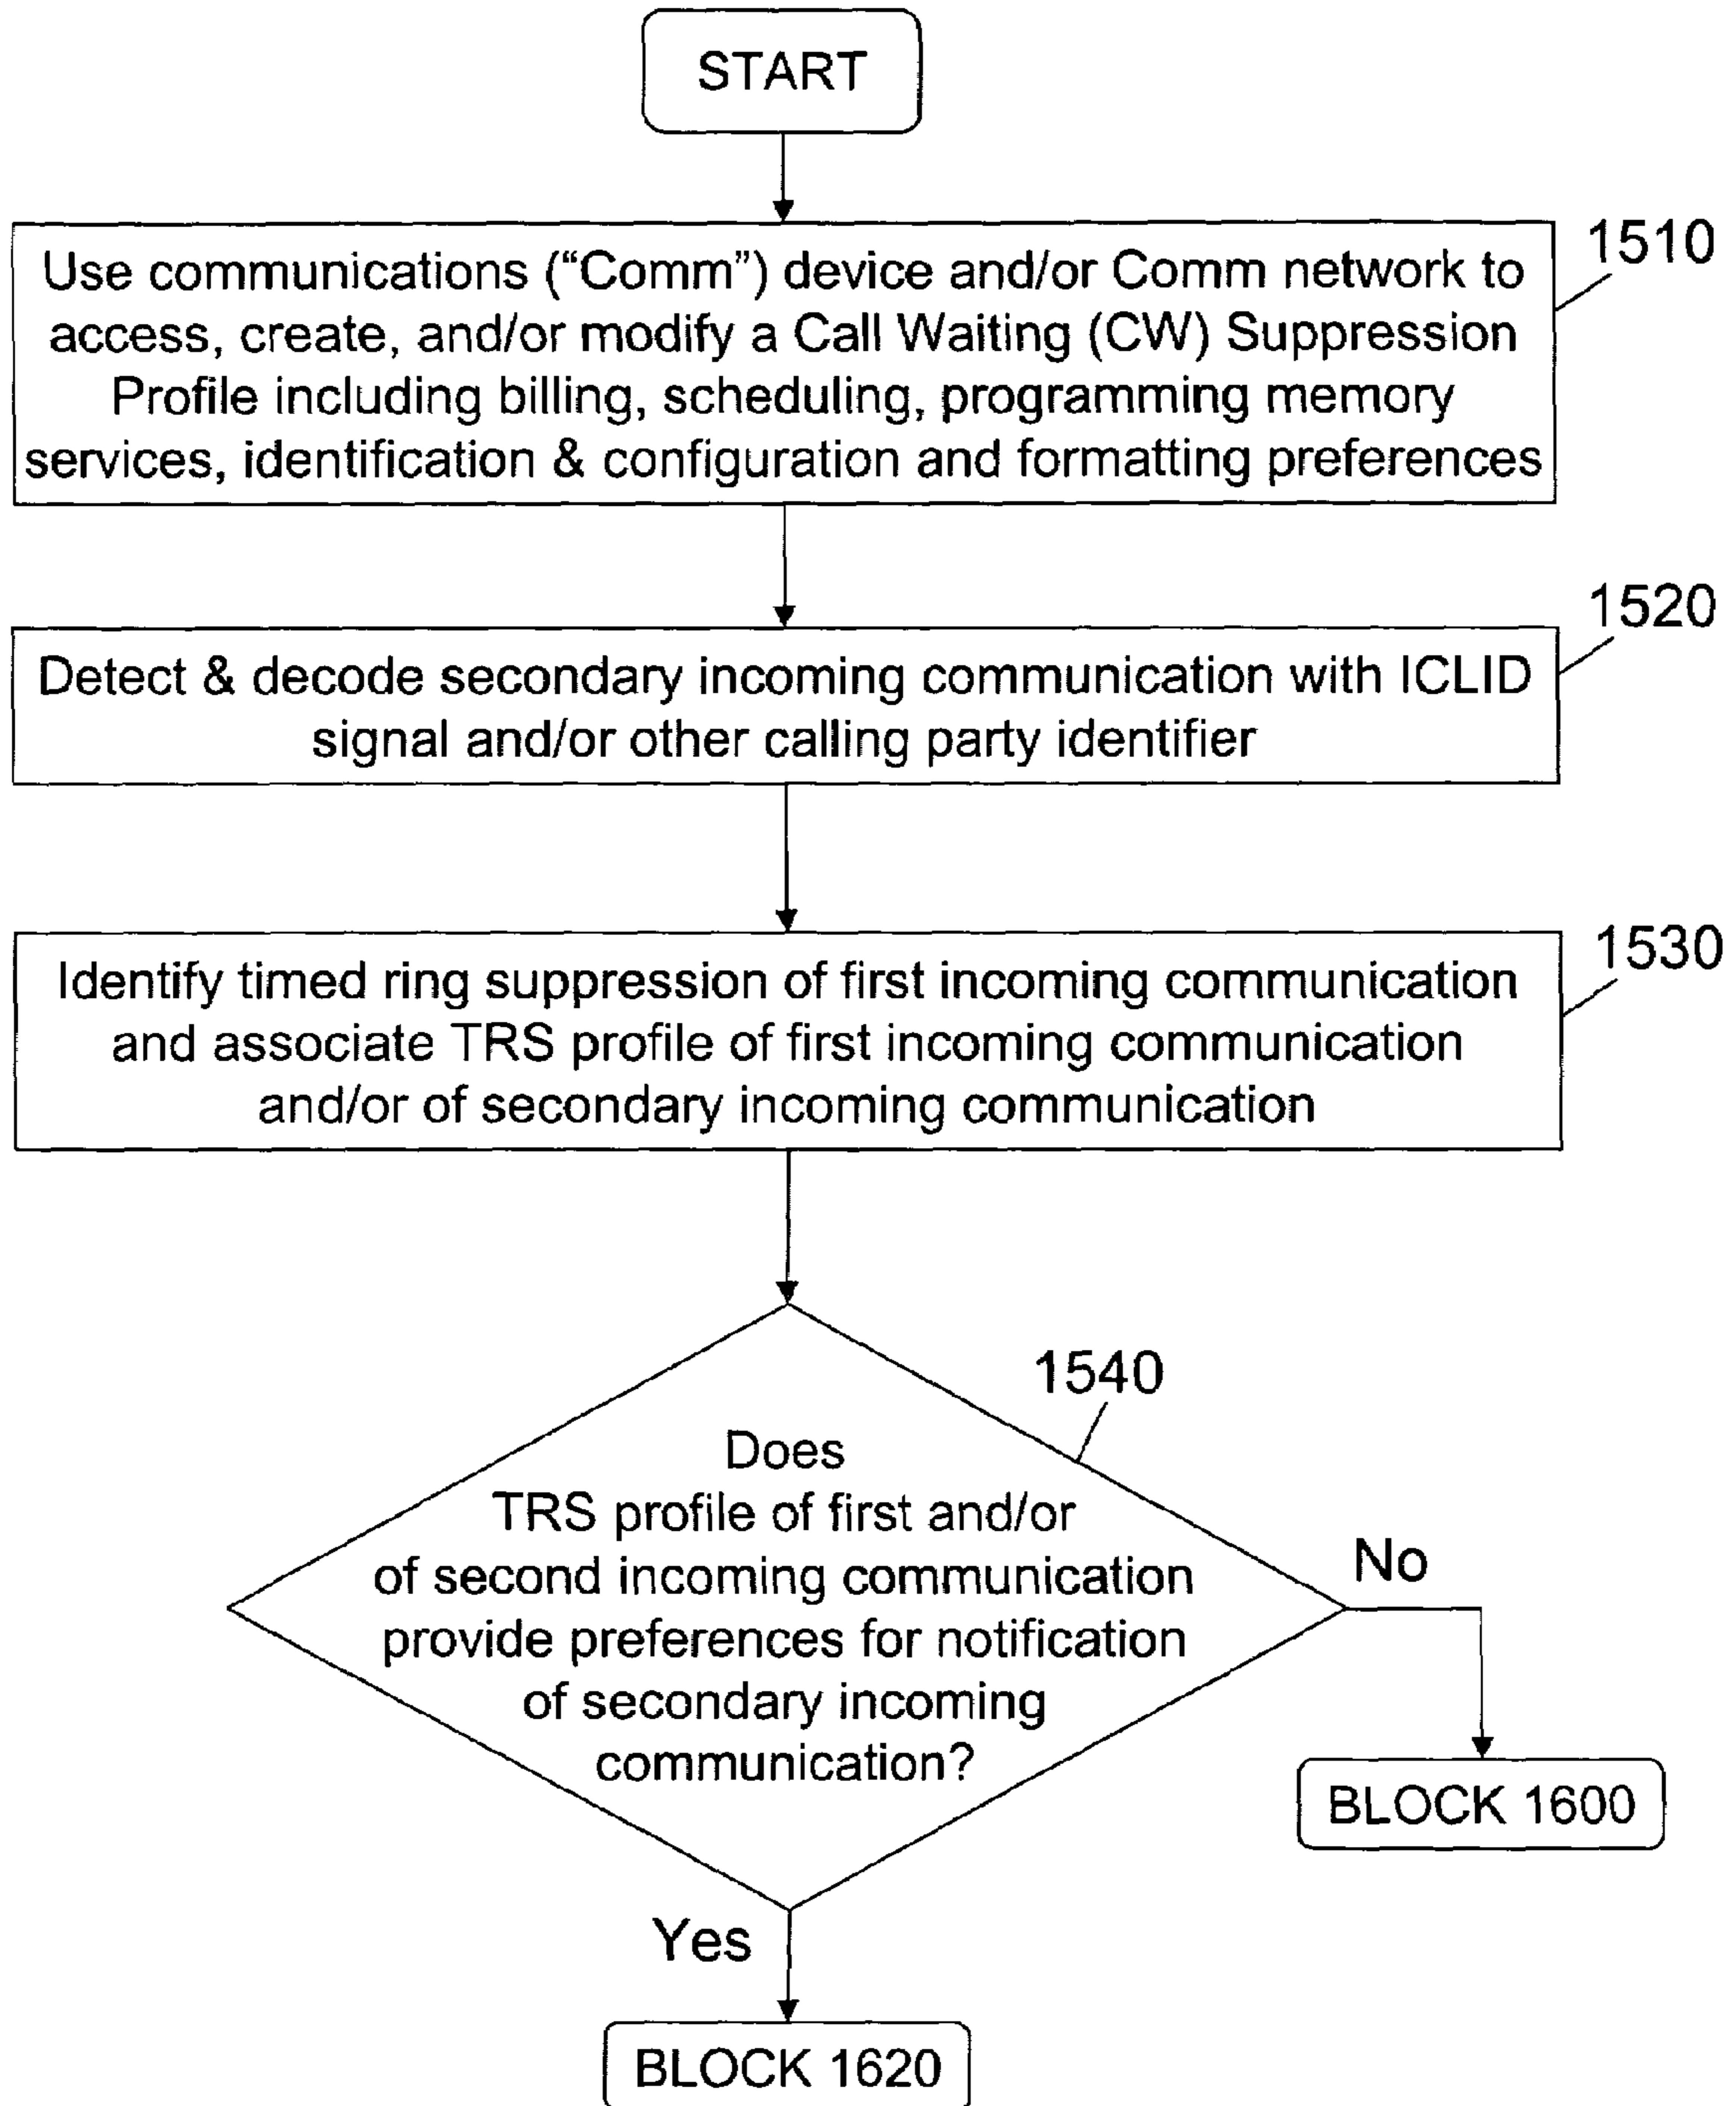 START
1510
Use communications (“Comm”) device and/or Comm network to
access, create, and/or modify a Call Waiting (CW) Suppression
Profile including billing, scheduling, programming memory
services, identification & configuration and formatting preferences
1520
Detect & decode secondary incoming communication with ICLID
signal and/or other calling party identifier
1530
Identify timed ring suppression of first incoming communication
and associate TRS profile of first incoming communication
and/or of secondary incoming communication
1540
Does
TRS profile of first and/or
of second incoming communication
provide preferences for notification
of secondary incoming
communication?
No
BLOCK 1600
Yes
BLOCK 1620